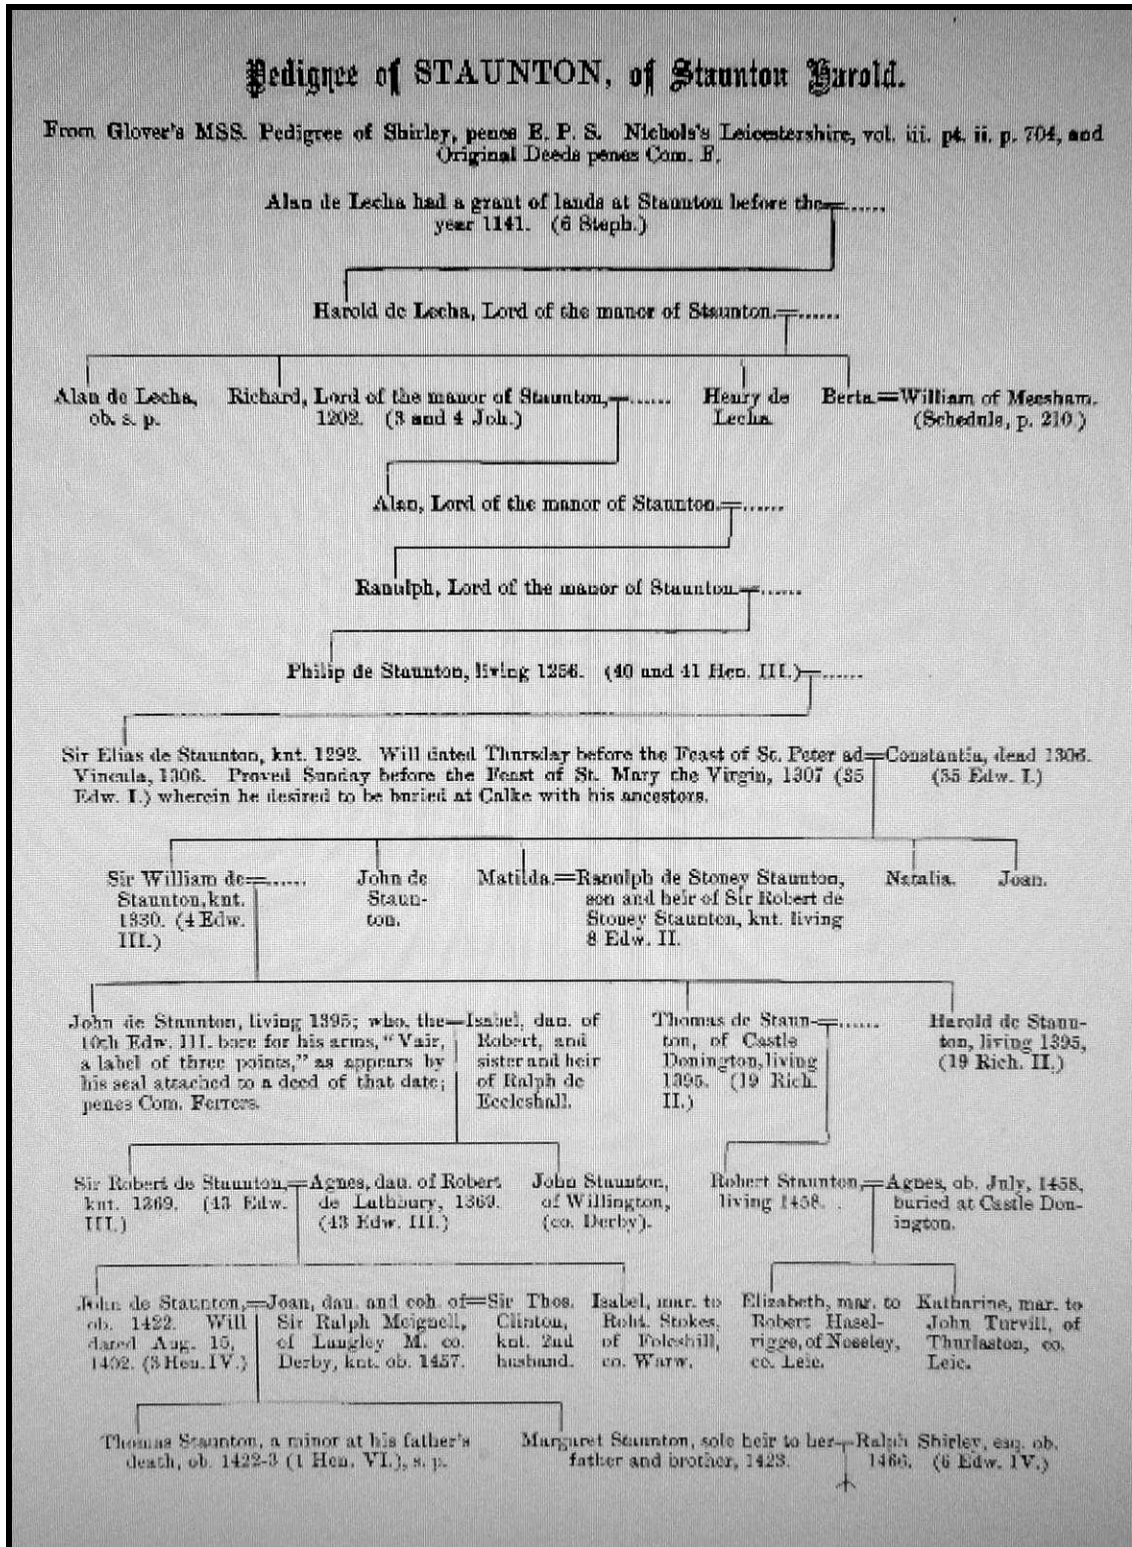 Pedigree of STAUNTON, of Staunton Harold.
From Glover's MSS. Pedigree of Shirley, penes E. P. S. Nichols's Leicestershire, vol. iii. pt. ii. p. 704, and
Original Deeds penes Com. F.
Alan de Lecha had a grant of lands at Staunton before the=......
year 1141. (6 Steph.)
Harold de Lecha, Lord of the manor of Staunton.=......
Alan de Lecha,
ob. s. p.
Richard, Lord of the manor of Staunton,=......
1202. (3 and 4 Joh.)
Henry de
Lecha
Berta=William of Meesham.
(Schedule, p. 210.)
Alan, Lord of the manor of Staunton.=......
Ranulph, Lord of the manor of Staunton=......
Philip de Staunton, living 1256. (40 and 41 Hen. III.)=......
Sir Elias de Staunton, knt. 1292. Will dated Thursday before the Feast of St. Peter ad=
Vincula, 1306. Proved Sunday before the Feast of St. Mary the Virgin, 1307 (35
Edw. I.) wherein he desired to be buried at Calke with his ancestors.
Constantia, dead 1306.
(35 Edw. I.)
Sir William de=......
Staunton, knt.
1330. (4 Edw.
III.)
John de
Staun-
ton.
Matilda.=Ranulph de Stoney Staunton,
son and heir of Sir Robert de
Stoney Staunton, knt. living
8 Edw. II.
Natalia.
Joan.
John de Staunton, living 1395; who, the=
10th Edw. III. bore for his arms, "Vair,
a label of three points," as appears by
his seal attached to a deed of that date;
penes Com. Ferrers.
Isabel, dau. of
Robert, and
sister and heir
of Ralph de
Eccleshall.
Thomas de Staun-=......
ton, of Castle
Donington, living
1395. (19 Rich.
II.)
Harold de Staun-
ton, living 1395,
(19 Rich. II.)
Sir Robert de Staunton,=
knt. 1369. (43 Edw.
III.)
Agnes, dau. of Robert
de Lathbury, 1369.
(43 Edw. III.)
John Staunton,
of Willington,
(co. Derby).
Robert Staunton,=
living 1458.
Agnes, ob. July, 1458,
buried at Castle Don-
ington.
John de Staunton,=
ob. 1422. Will
dated Aug. 15,
1402. (3 Hen. IV.)
Joan, dau. and coh. of=
Sir Ralph Meignell,
of Langley M. co.
Derby, knt. ob. 1457.
Sir Thos.
Clinton,
knt. 2nd
husband.
Isabel, mar. to
Robt. Stokes,
of Foleshill,
co. Warw.
Elizabeth, mar. to
Robert Hasel-
rigge, of Noseley,
co. Leic.
Katharine, mar. to
John Turvill, of
Thurlaston, co.
Leic.
Thomas Staunton, a minor at his father's
death, ob. 1422-3 (1 Hen. VI.), s. p.
Margaret Staunton, sole heir to her=
father and brother, 1423.
Ralph Shirley, esq. ob.
1466. (6 Edw. IV.)